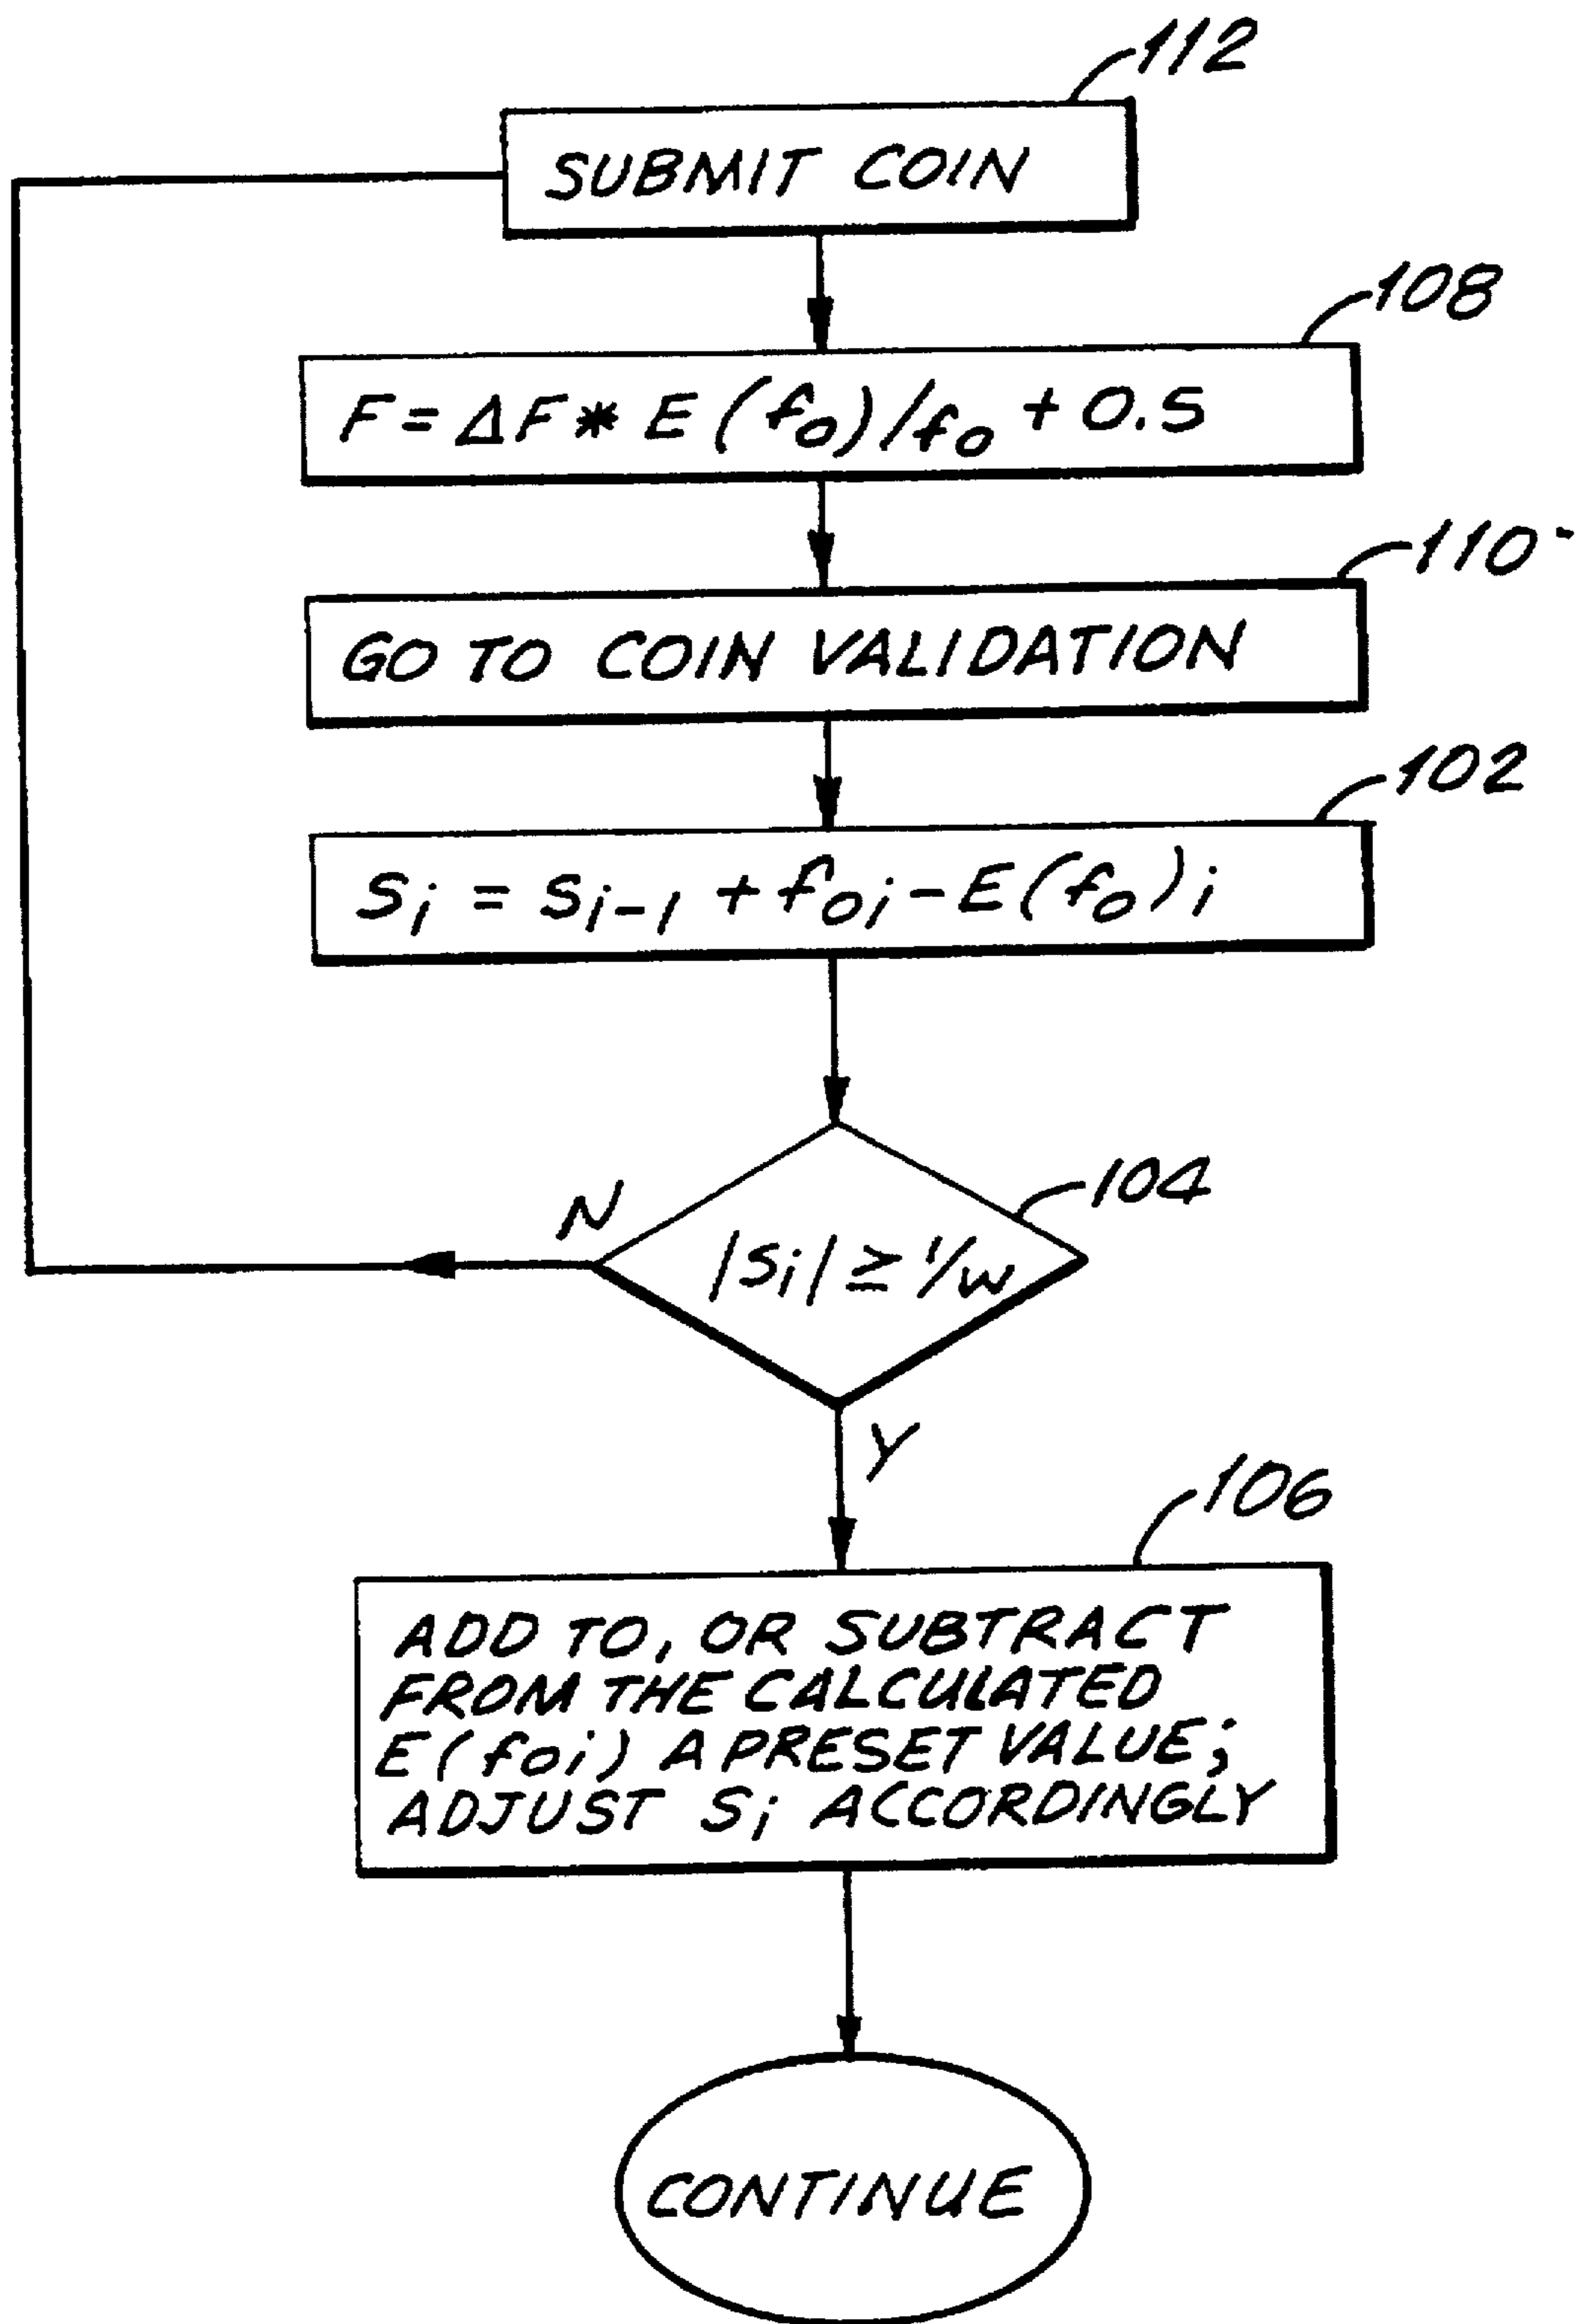 112
SUBMIT COIN
108
F = ΔF * E (f₀)/f₀ + 0.5
110
GO TO COIN VALIDATION
102
Sᵢ = Sᵢ₋₁ + f₀ᵢ - E(f₀)ᵢ
104
N
|Sᵢ| ≥ 1/w
Y
106
ADD TO, OR SUBTRACT
FROM THE CALCULATED
E(f₀ᵢ) A PRESET VALUE;
ADJUST Sᵢ ACCORDINGLY
CONTINUE